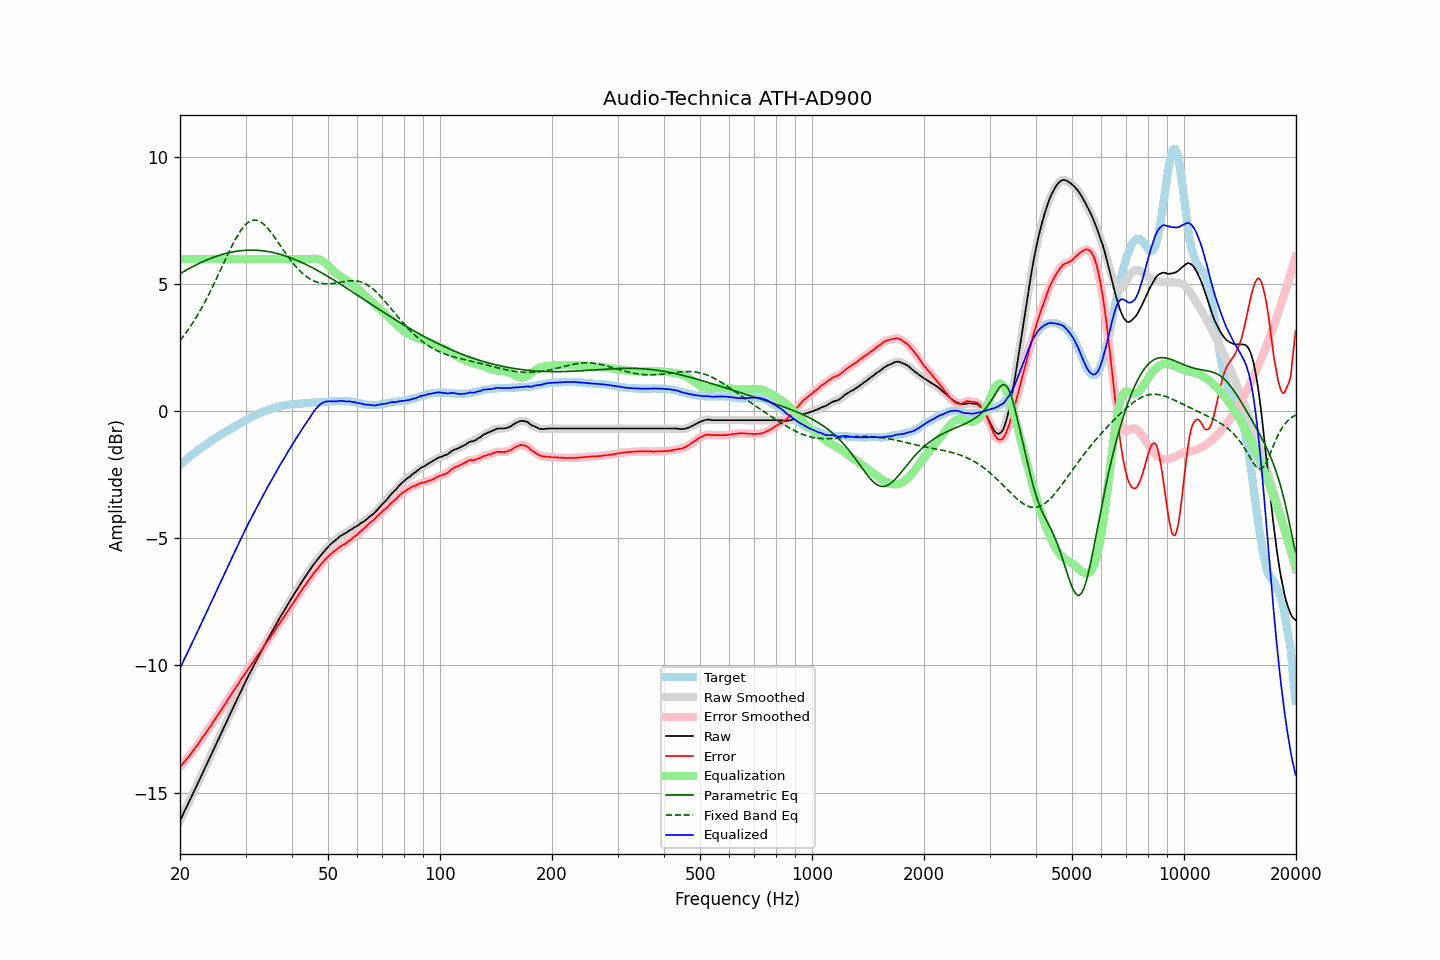 Audio-Technica ATH-AD900
Amplitude (dBr)
10
5
0
−5
−10
−15
20
50
100
200
500
1000
2000
5000
10000
20000
Frequency (Hz)
Target
Raw Smoothed
Error Smoothed
Raw
Error
Equalization
Parametric Eq
Fixed Band Eq
Equalized